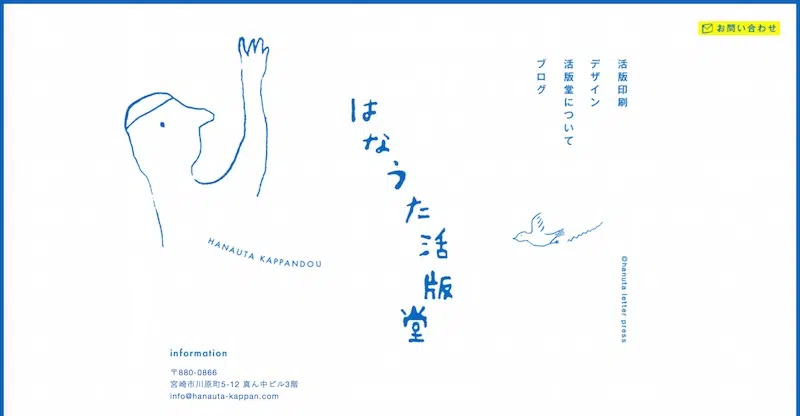 お問い合わせ
活版印刷
デザイン
活版堂について
ブログ
はなうた活版堂
HANAUTA KAPPANDOU
©hanuta letter press
information
〒880-0866
宮崎市川原町5-12 真ん中ビル3階
info@hanauta-kappan.com